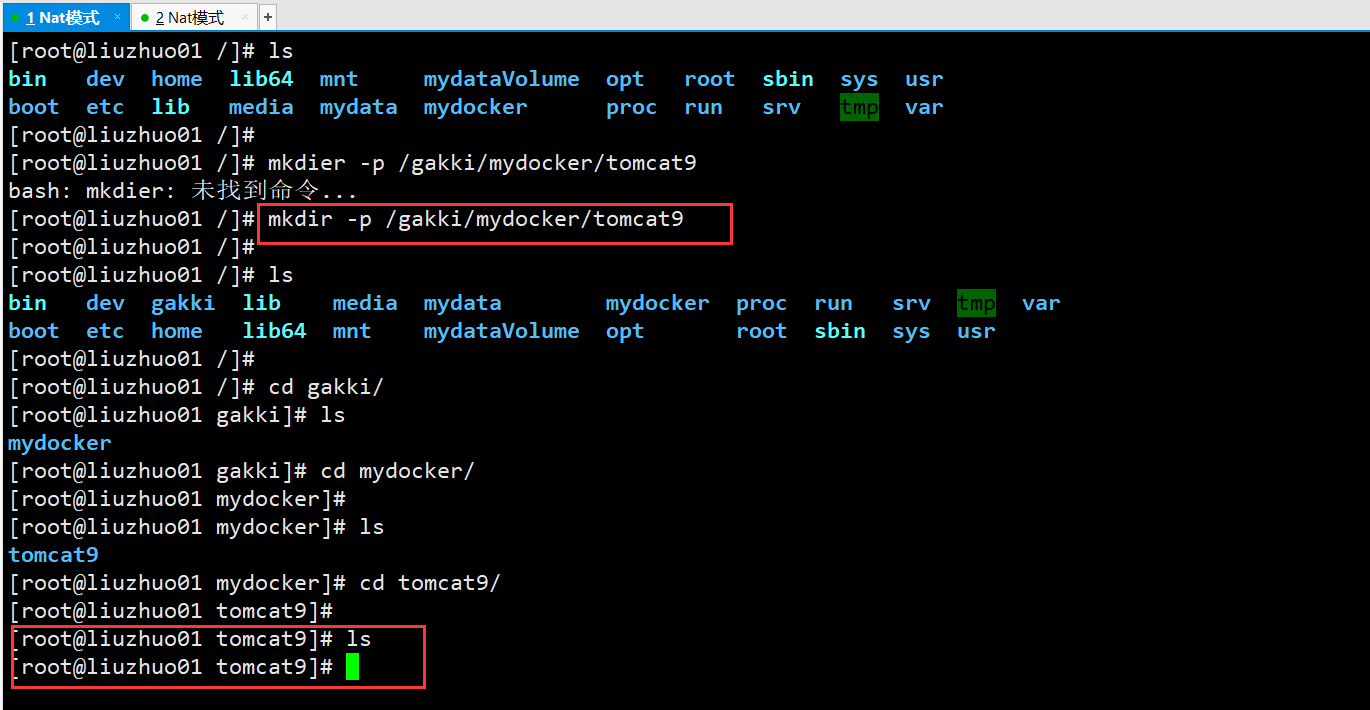 1 Nat模式 × 2 Nat模式 × +
[root@liuzhuo01 /]# ls
bin dev home lib64 mnt mydataVolume opt root sbin sys usr
boot etc lib media mydata mydocker proc run srv tmp var
[root@liuzhuo01 /]#
[root@liuzhuo01 /]# mkdier -p /gakki/mydocker/tomcat9
bash: mkdier: 未找到命令...
[root@liuzhuo01 /]# mkdir -p /gakki/mydocker/tomcat9
[root@liuzhuo01 /]#
[root@liuzhuo01 /]# ls
bin dev gakki lib media mydata mydocker proc run srv tmp var
boot etc home lib64 mnt mydataVolume opt root sbin sys usr
[root@liuzhuo01 /]#
[root@liuzhuo01 /]# cd gakki/
[root@liuzhuo01 gakki]# ls
mydocker
[root@liuzhuo01 gakki]# cd mydocker/
[root@liuzhuo01 mydocker]#
[root@liuzhuo01 mydocker]# ls
tomcat9
[root@liuzhuo01 mydocker]# cd tomcat9/
[root@liuzhuo01 tomcat9]#
[root@liuzhuo01 tomcat9]# ls
[root@liuzhuo01 tomcat9]#